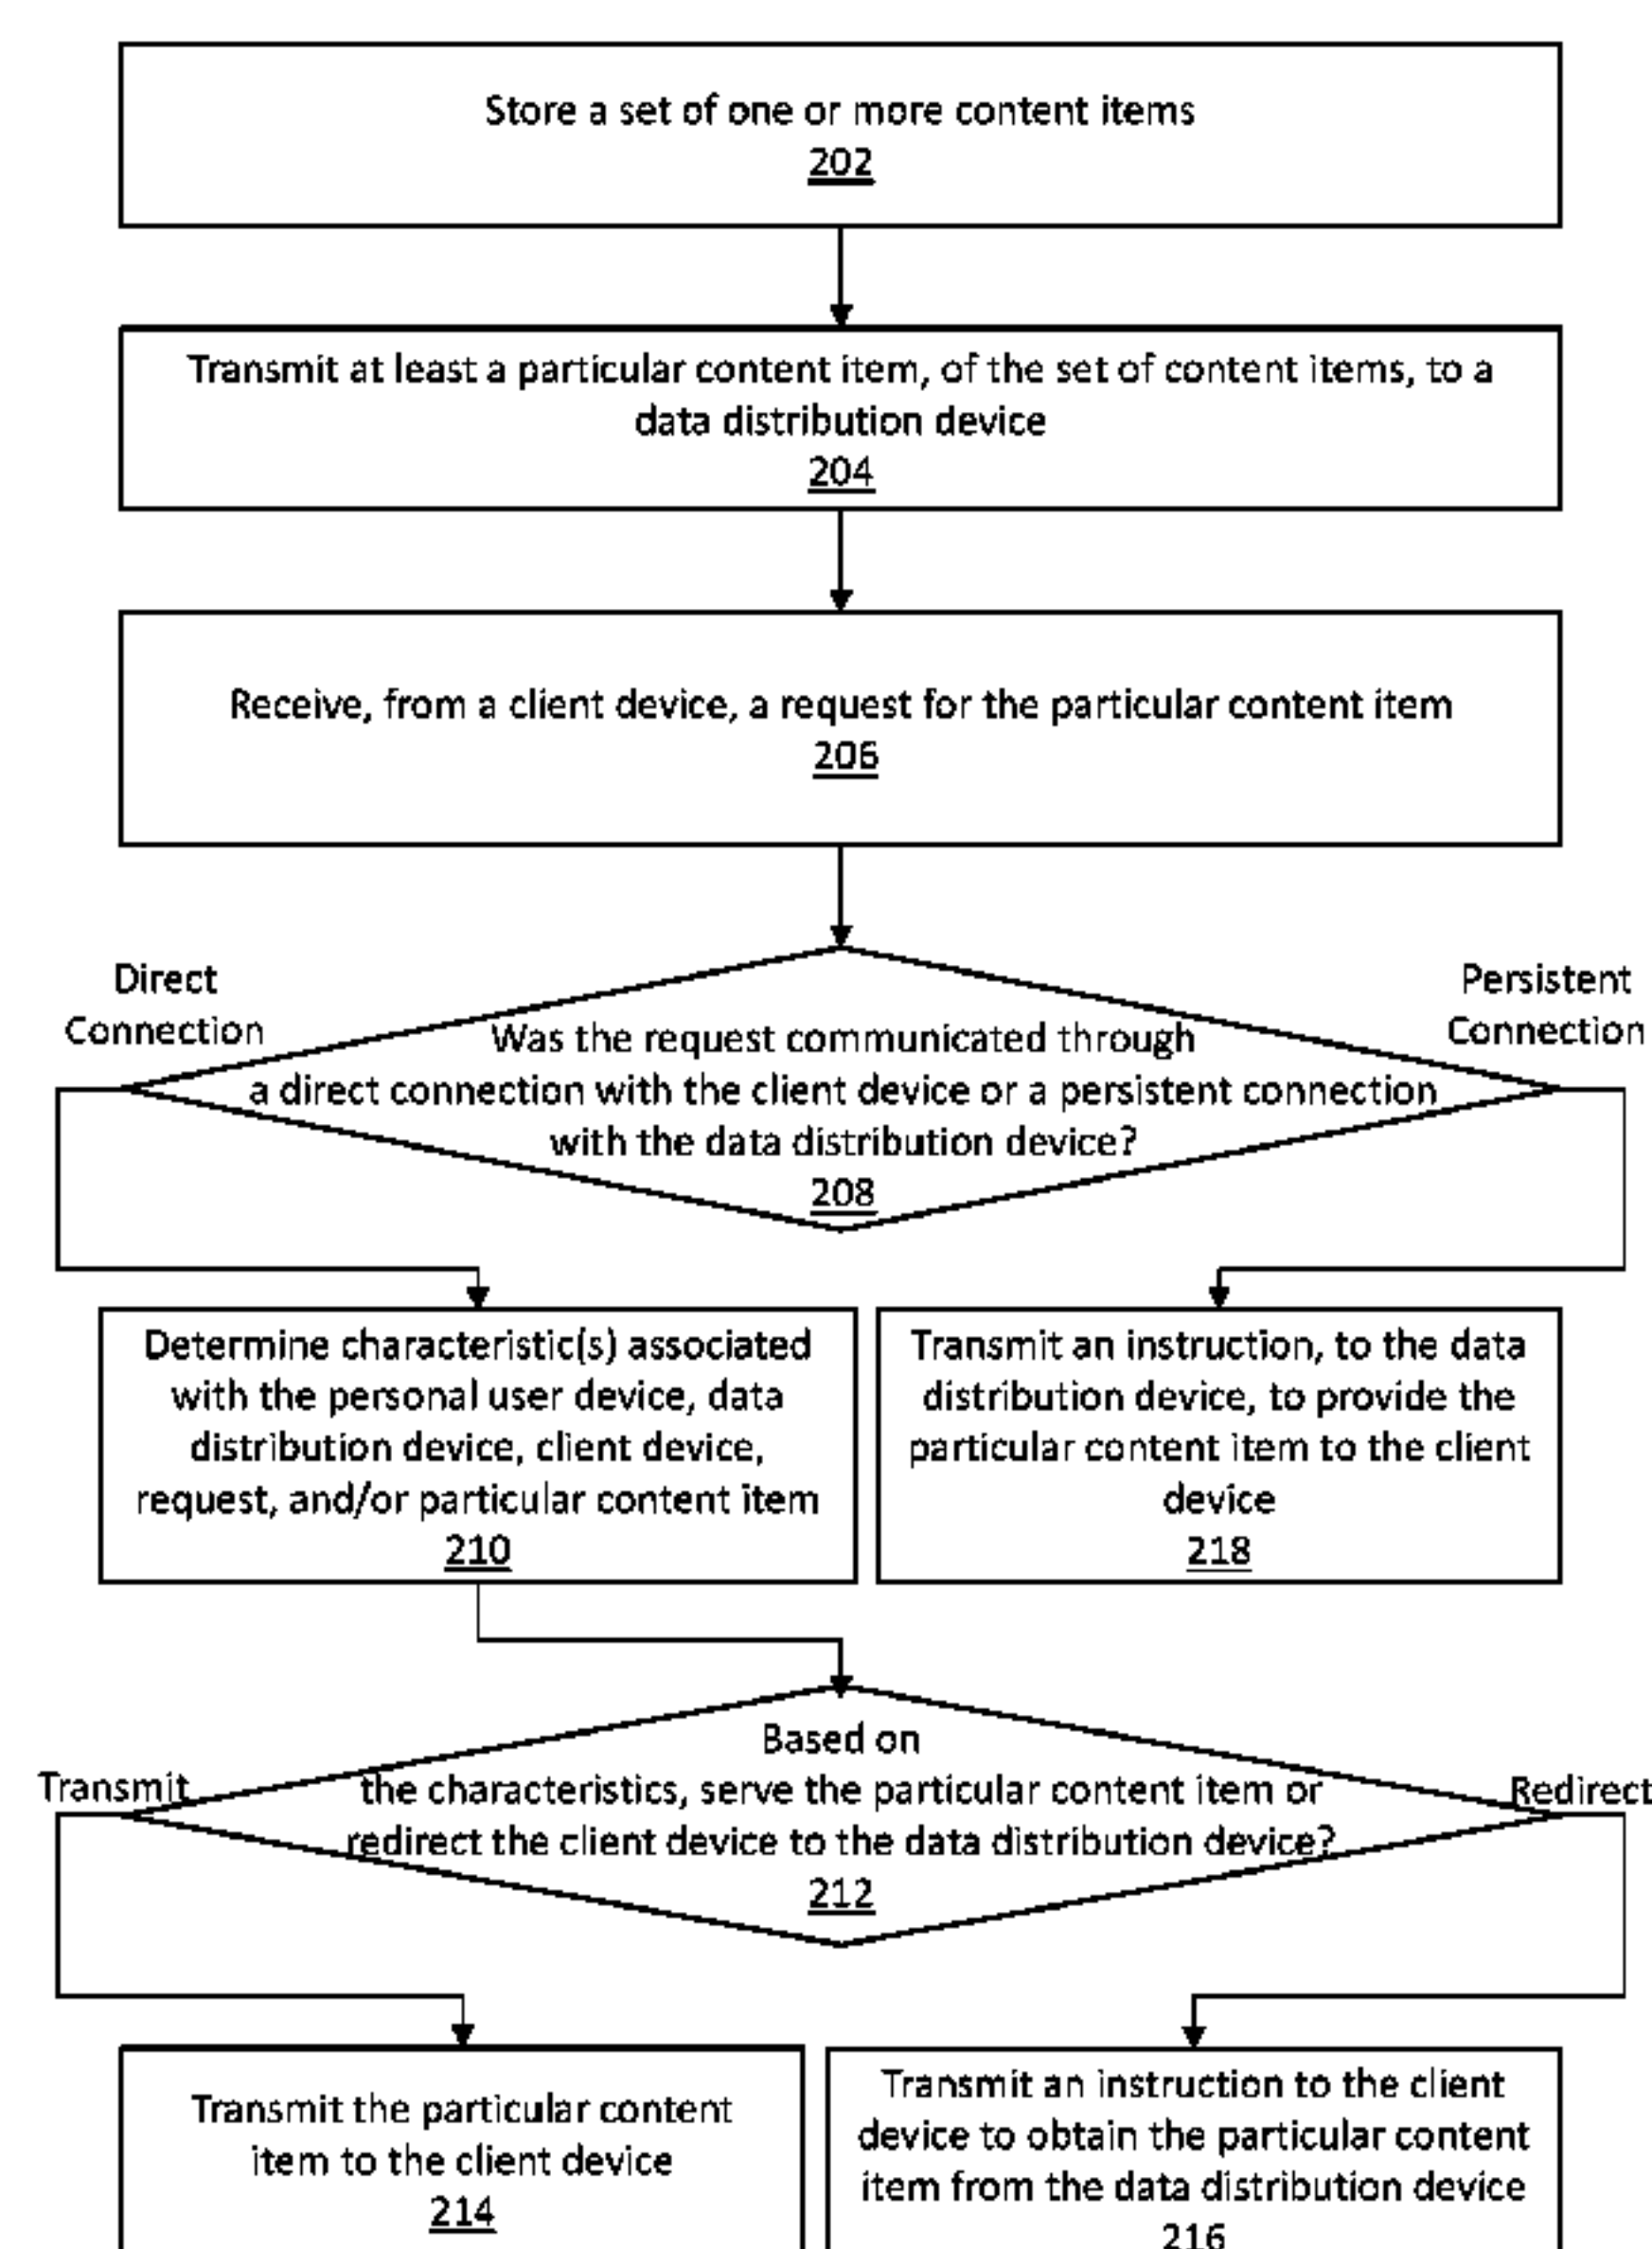 Store a set of one or more content items
202
Transmit at least a particular content item, of the set of content items, to a
data distribution device
204
Receive, from a client device, a request for the particular content item
206
Direct
Connection
Persistent
Connection
Was the request communicated through
a direct connection with the client device or a persistent connection
with the data distribution device?
208
Determine characteristic(s) associated
with the personal user device, data
distribution device, client device,
request, and/or particular content item
210
Transmit an instruction, to the data
distribution device, to provide the
particular content item to the client
device
218
Based on
Transmit
the characteristics, serve the particular content item or
Redirect
redirect the client device to the data distribution device?
212
Transmit the particular content
item to the client device
214
Transmit an instruction to the client
device to obtain the particular content
item from the data distribution device
216